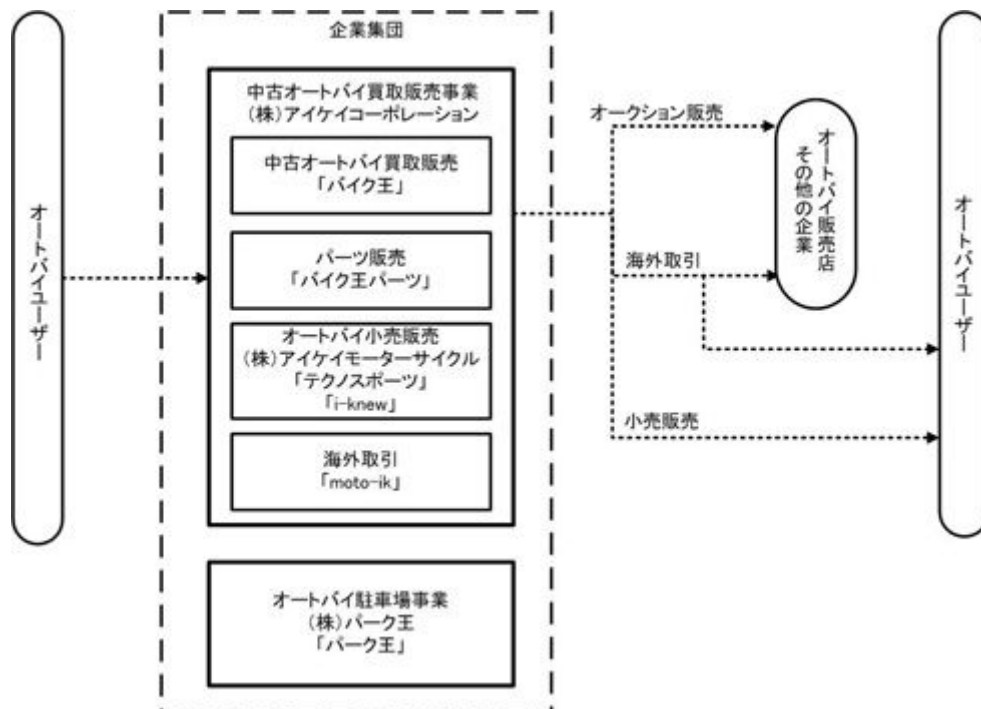 企業集団
オートバイユーザー
中古オートバイ買取販売事業
(株)アイケイコーポレーション
中古オートバイ買取販売
「バイク王」
パーツ販売
「バイク王パーツ」
オートバイ小売販売
(株)アイケイモーターサイクル
「テクノスポーツ」
「i-knew」
海外取引
「moto-ik」
オートバイ駐車場事業
(株)パーク王
「パーク王」
オークション販売
海外取引
小売販売
オートバイ販売店
その他の企業
オートバイユーザー